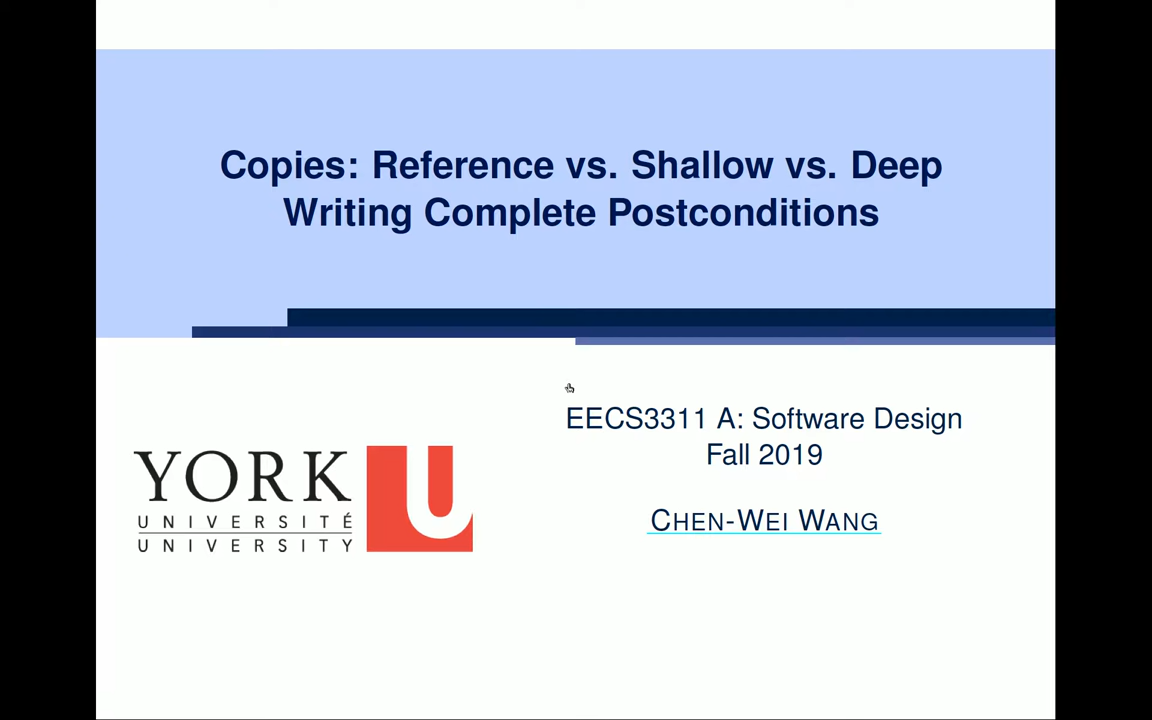 Copies: Reference vs. Shallow vs. Deep
Writing Complete Postconditions
EECS3311 A: Software Design
Fall 2019
YORK
UNIVERSITÉ
UNIVERSITY
U
CHEN-WEI WANG